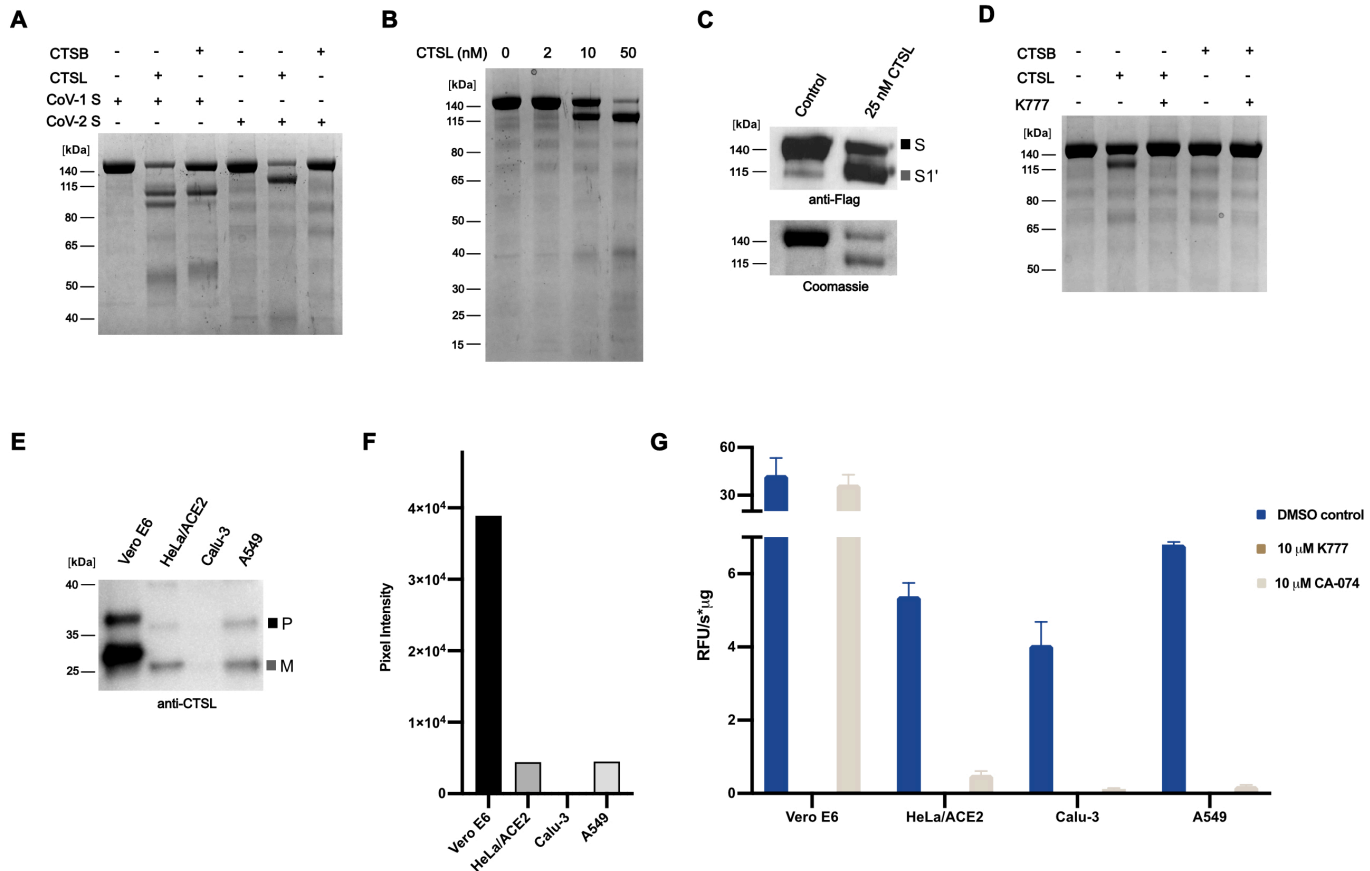 A
CTSB - - + - - +
CTSL - + - - + -
CoV-1 S + + + - - -
CoV-2 S - - - + + +
[kDa]
140
115
80
65
50
40
B
CTSL (nM) 0 2 10 50
[kDa]
140
115
80
65
50
40
30
25
15
C
Control
25 nM CTSL
[kDa]
140
115
S
S1'
anti-Flag
140
115
Coomassie
D
CTSB - - - + +
CTSL - + + - -
K777 - - + - +
[kDa]
140
115
80
65
50
E
Vero E6
HeLa/ACE2
Calu-3
A549
[kDa]
40
35
25
P
M
anti-CTSL
F
Pixel Intensity
4×10⁴
3×10⁴
2×10⁴
1×10⁴
0
Vero E6
HeLa/ACE2
Calu-3
A549
G
RFU/s*μg
60
30
6
4
2
0
Vero E6 HeLa/ACE2 Calu-3 A549
DMSO control
10 μM K777
10 μM CA-074